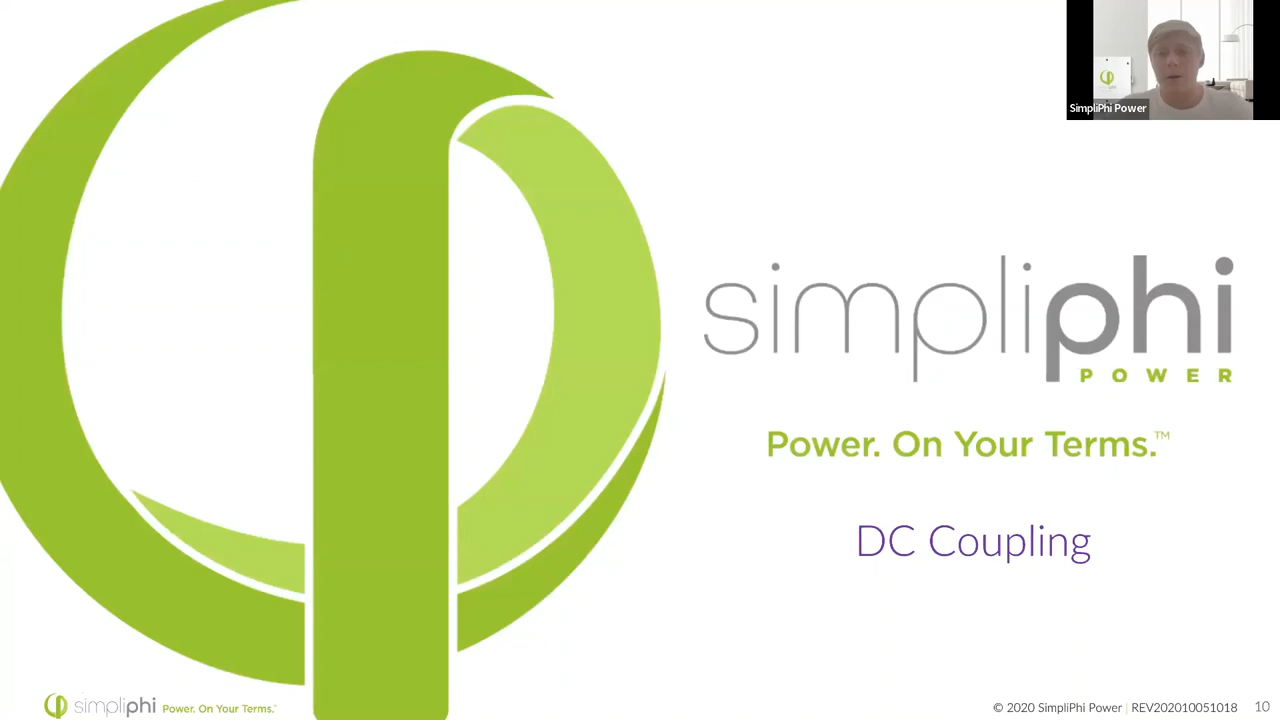 SimpliPhi Power
simpliphi
POWER
Power. On Your Terms.™
DC Coupling
simpliphi Power. On Your Terms.™
© 2020 SimpliPhi Power | REV202010051018 10